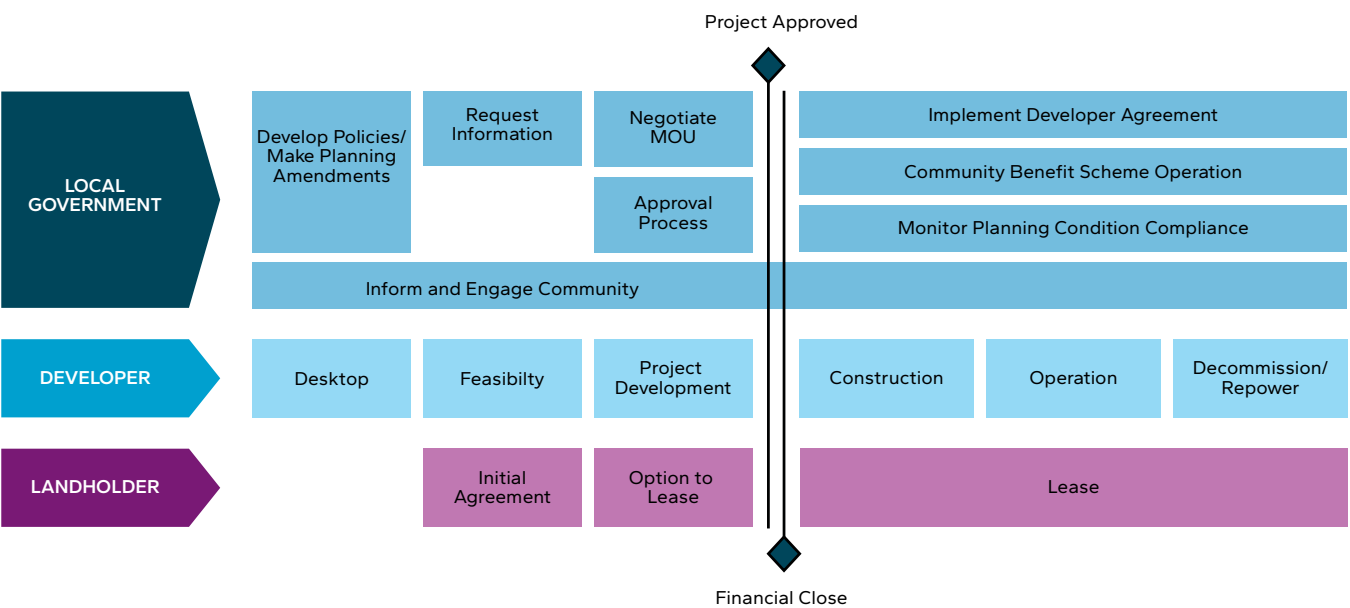 Project Approved
LOCAL
GOVERNMENT
Develop Policies/
Make Planning
Amendments
Request
Information
Negotiate
MOU
Approval
Process
Implement Developer Agreement
Community Benefit Scheme Operation
Monitor Planning Condition Compliance
Inform and Engage Community
DEVELOPER
Desktop
Feasibilty
Project
Development
Construction
Operation
Decommission/
Repower
LANDHOLDER
Initial
Agreement
Option to
Lease
Lease
Financial Close